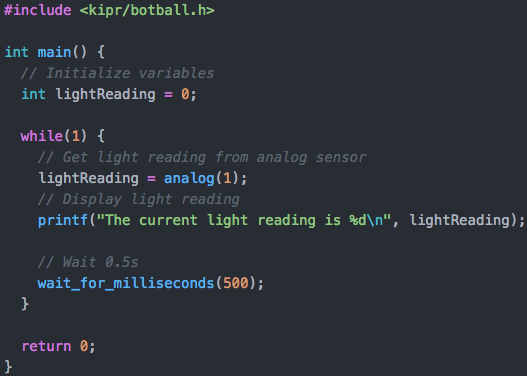 #include <kipr/botball.h>

int main() {
  // Initialize variables
  int lightReading = 0;

  while(1) {
    // Get light reading from analog sensor
    lightReading = analog(1);
    // Display light reading
    printf("The current light reading is %d\n", lightReading);

    // Wait 0.5s
    wait_for_milliseconds(500);
  }

  return 0;
}